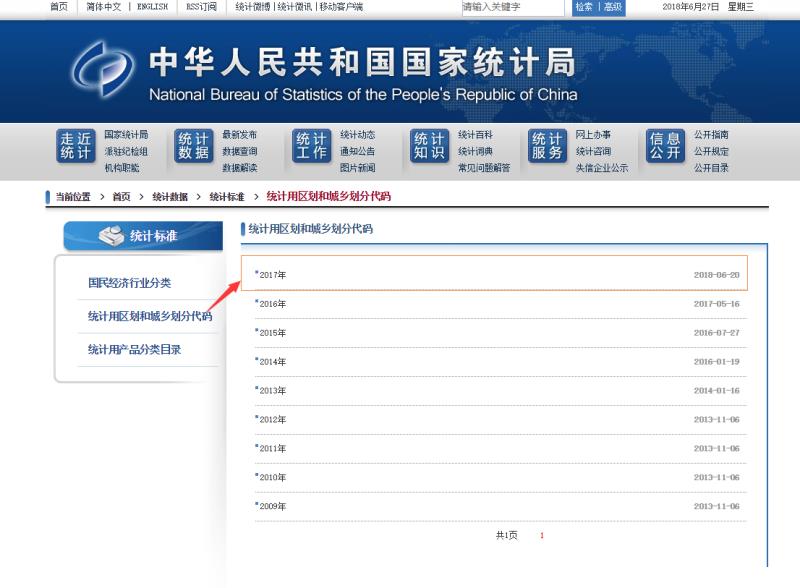 首页 简体中文 | ENGLISH RSS订阅 统计微博 | 统计微讯 | 移动客户端 请输入关键字 检索 | 高级 2018年6月27日 星期三
中华人民共和国国家统计局
National Bureau of Statistics of the People's Republic of China
走近统计 国家统计局 派驻纪检组 机构职能
统计数据 最新发布 数据查询 数据解读
统计工作 统计动态 通知公告 图片新闻
统计知识 统计百科 统计词典 常见问题解答
统计服务 网上办事 统计咨询 失信企业公示
信息公开 公开指南 公开规定 公开目录
当前位置 > 首页 > 统计数据 > 统计标准 > 统计用区划和城乡划分代码
统计标准
国民经济行业分类
统计用区划和城乡划分代码
统计用产品分类目录
统计用区划和城乡划分代码
2017年 2018-06-20
2016年 2017-05-16
2015年 2016-07-27
2014年 2016-01-19
2013年 2014-01-16
2012年 2013-11-06
2011年 2013-11-06
2010年 2013-11-06
2009年 2013-11-06
共1页 1